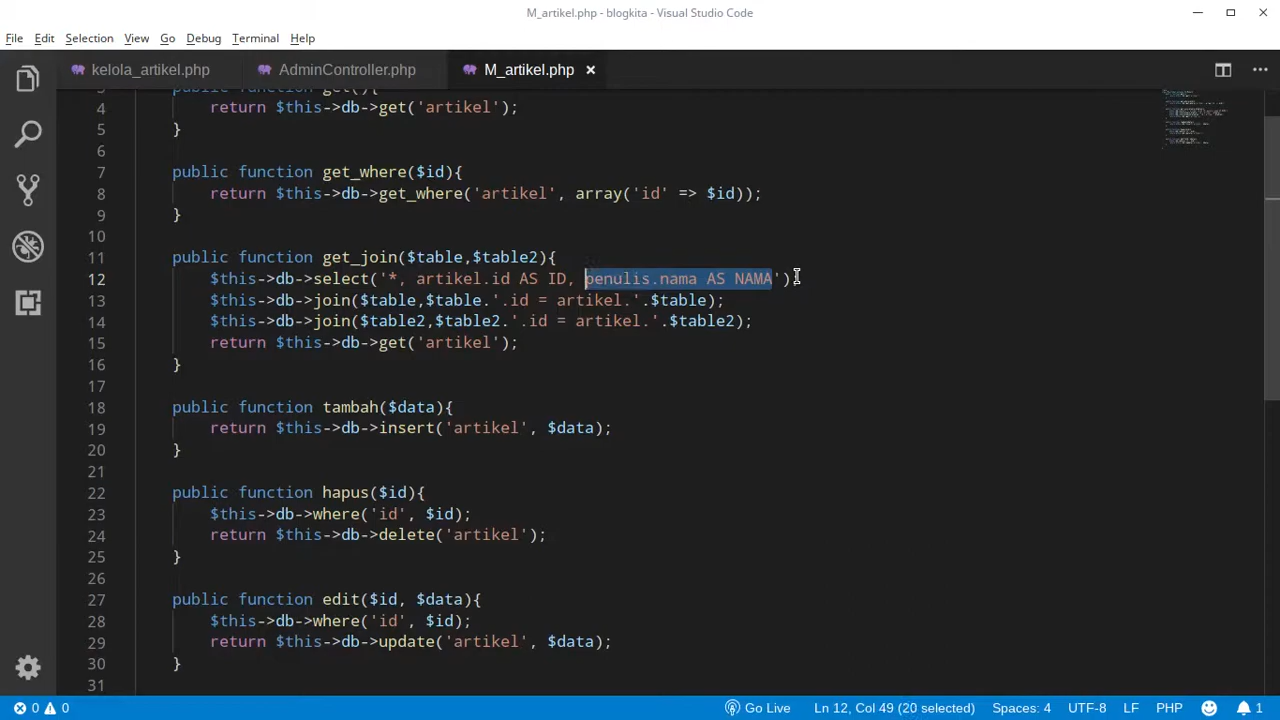 M_artikel.php - blogkita - Visual Studio Code
File Edit Selection View Go Debug Terminal Help
kelola_artikel.php AdminController.php M_artikel.php
3 public function get(){
4 return $this->db->get('artikel');
5 }
6
7 public function get_where($id){
8 return $this->db->get_where('artikel', array('id' => $id));
9 }
10
11 public function get_join($table,$table2){
12 $this->db->select('*, artikel.id AS ID, penulis.nama AS NAMA');
13 $this->db->join($table,$table.'.id = artikel.'.$table);
14 $this->db->join($table2,$table2.'.id = artikel.'.$table2);
15 return $this->db->get('artikel');
16 }
17
18 public function tambah($data){
19 return $this->db->insert('artikel', $data);
20 }
21
22 public function hapus($id){
23 $this->db->where('id', $id);
24 return $this->db->delete('artikel');
25 }
26
27 public function edit($id, $data){
28 $this->db->where('id', $id);
29 return $this->db->update('artikel', $data);
30 }
31
0 0 Go Live Ln 12, Col 49 (20 selected) Spaces: 4 UTF-8 LF PHP 1